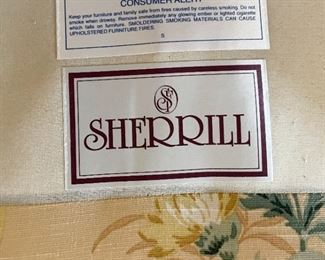 CONSUMER ALERT
Keep your furniture and family safe from fires caused by careless smoking. Do not
smoke when drowsy. Remove immediately any glowing ember or lighted cigarette
which falls on furniture. SMOLDERING SMOKING MATERIALS CAN CAUSE
UPHOLSTERED FURNITURE FIRES.
S
SF
SHERRILL